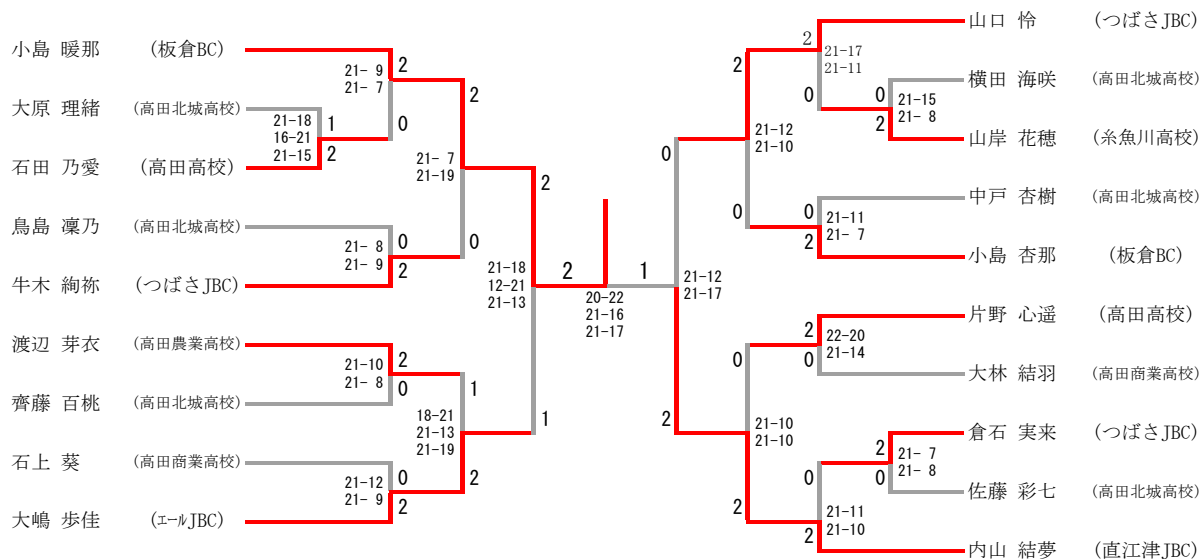 小島 暖那 (板倉BC)
大原 理緒 (高田北城高校)
石田 乃愛 (高田高校)
鳥島 凜乃 (高田北城高校)
牛木 絢祢 (つばさJBC)
渡辺 芽衣 (高田農業高校)
齊藤 百桃 (高田北城高校)
石上 葵 (高田商業高校)
大嶋 歩佳 (エールJBC)
21- 9 2
21- 7
0
21-18 1
16-21
21-15 2
2
21- 7
21-19
0
21- 8 0
21- 9 2
2
21-18
12-21
21-13
1
21-10 2
21- 8 0
1
18-21
21-13
21-19
2
21-12 0
21- 9 2
2
1
20-22
21-16
21-17
0
21-12
21-17
2
2
21-12
21-10
0
2 21-17
21-11
0
0 21-15
2 21- 8
0 21-11
2 21- 7
0
21-10
21-10
2
2 22-20
0 21-14
0
21-11
2 21-10
2 21- 7
0 21- 8
山口 怜 (つばさJBC)
横田 海咲 (高田北城高校)
山岸 花穂 (糸魚川高校)
中戸 杏樹 (高田北城高校)
小島 杏那 (板倉BC)
片野 心遥 (高田高校)
大林 結羽 (高田商業高校)
倉石 実来 (つばさJBC)
佐藤 彩七 (高田北城高校)
内山 結夢 (直江津JBC)